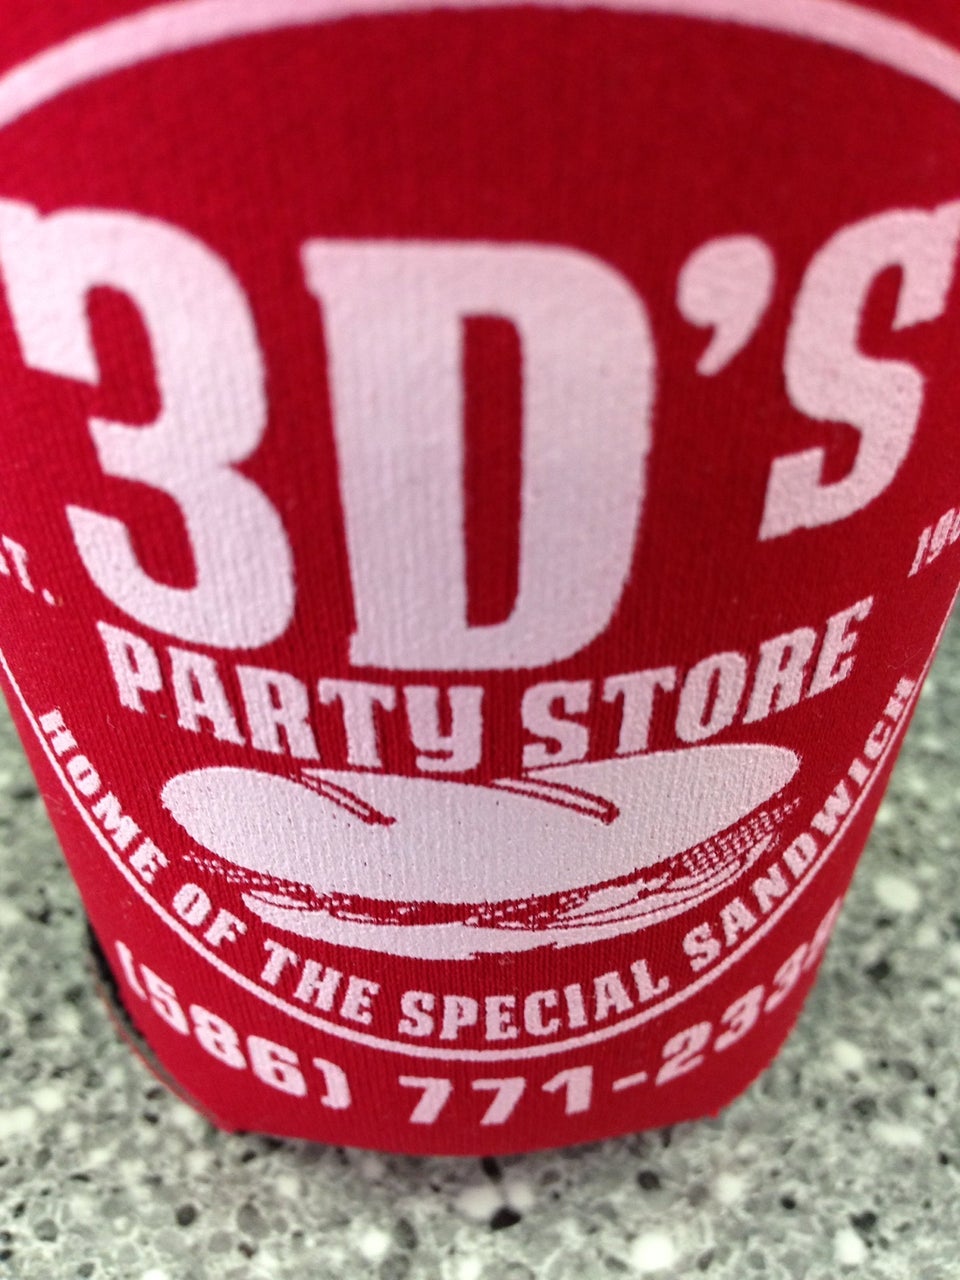 3D'S
PARTY STORE
HOME OF THE SPECIAL SANDWICH
(586) 771-233